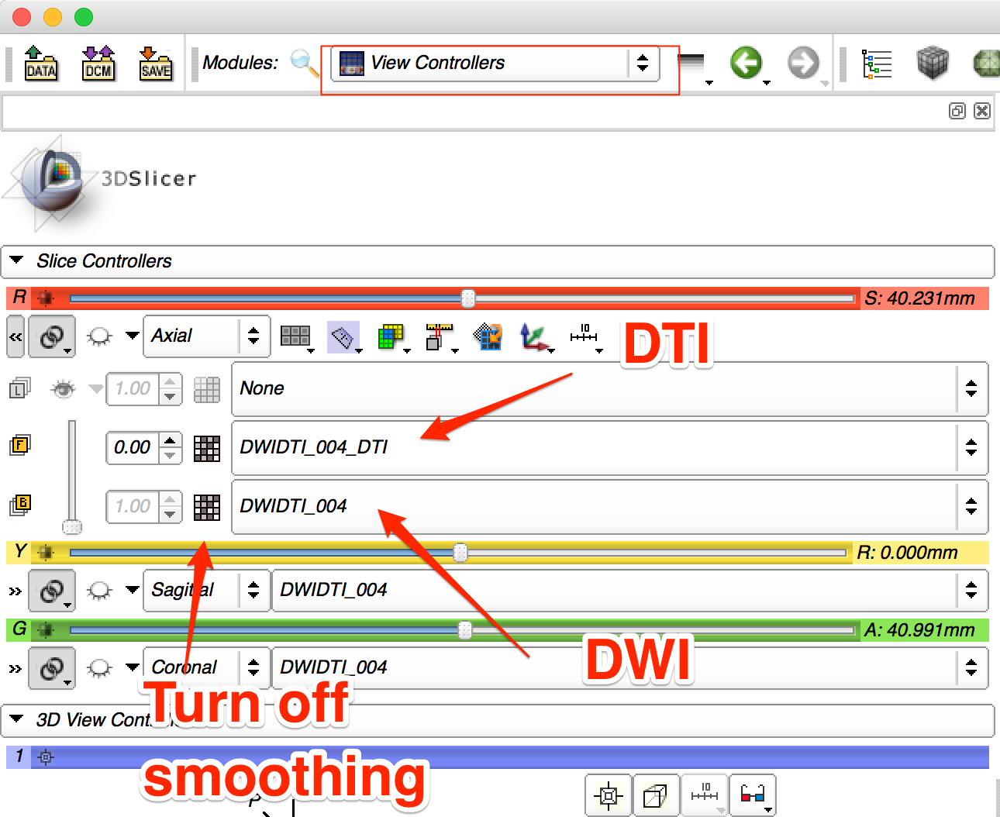 DATA DCM SAVE Modules: View Controllers
3DSlicer
Slice Controllers
R S: 40.231mm
Axial 10
DTI
L 1.00 None
F 0.00 DWIDTI_004_DTI
B 1.00 DWIDTI_004
Y R: 0.000mm
Sagittal DWIDTI_004
G A: 40.991mm
DWI
Coronal DWIDTI_004
Turn off
smoothing
3D View Cont
1
P
10